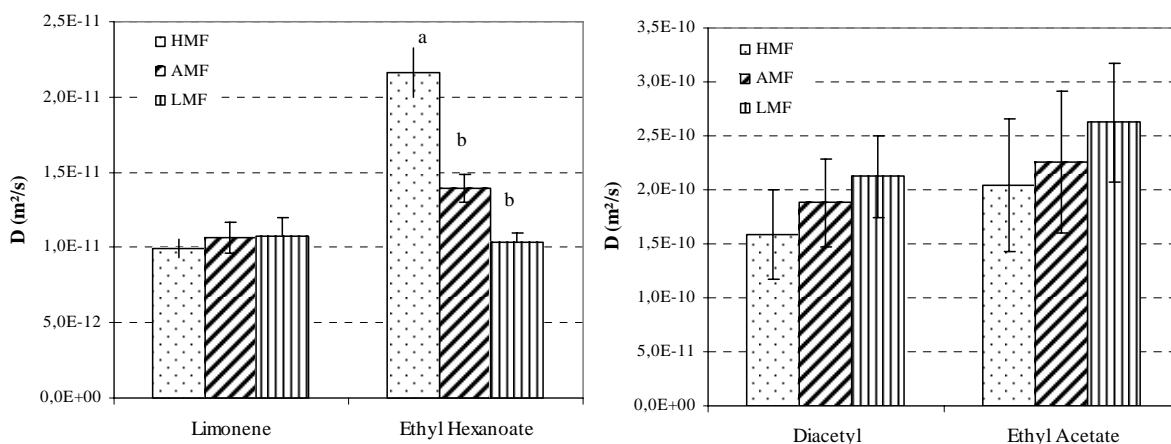 2,5E-11
2,0E-11
1,5E-11
1,0E-11
5,0E-12
0,0E+00
D (m²/s)
HMF
AMF
LMF
a
b
b
Limonene
Ethyl Hexanoate
3,5E-10
3,0E-10
2,5E-10
2,0E-10
1,5E-10
1,0E-10
5,0E-11
0,0E+00
D (m²/s)
HMF
AMF
LMF
Diacetyl
Ethyl Acetate